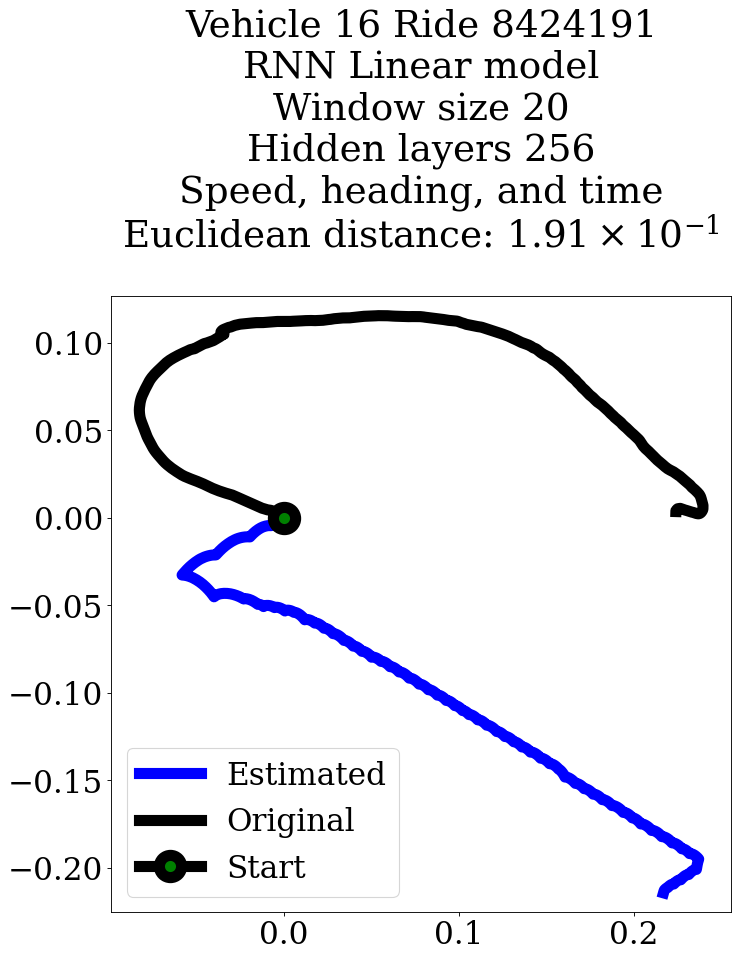 Vehicle 16 Ride 8424191
RNN Linear model
Window size 20
Hidden layers 256
Speed, heading, and time
Euclidean distance: 1.91 × 10⁻¹
0.10
0.05
0.00
−0.05
−0.10
−0.15
−0.20
Estimated
Original
Start
0.0 0.1 0.2